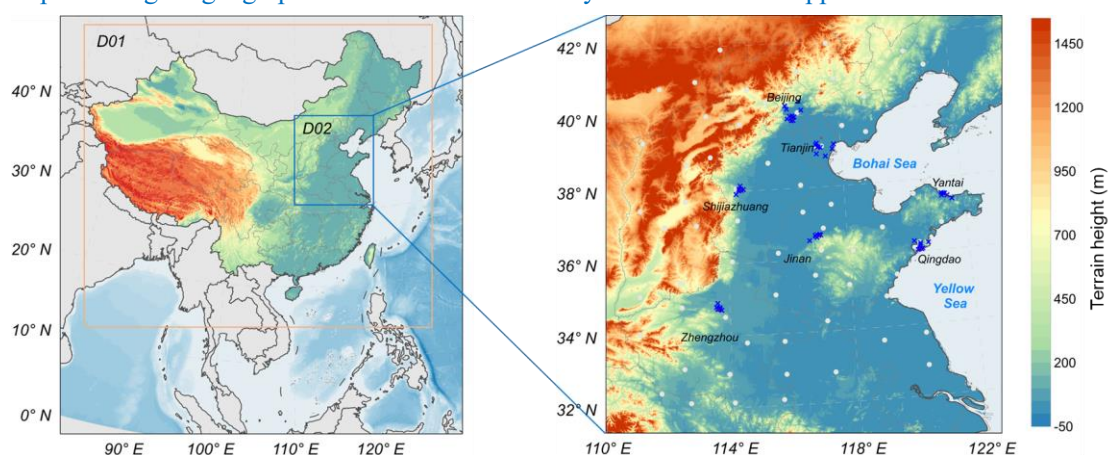 D01
D02
40° N
30° N
20° N
10° N
0° N
90° E
100° E
110° E
120° E
42° N
40° N
38° N
36° N
34° N
32° N
110° E
114° E
118° E
122° E
Beijing
Tianjin
Bohai Sea
Yantai
Shijiazhuang
Jinan
Qingdao
Yellow
Sea
Zhengzhou
1450
1200
950
700
450
200
-50
Terrain height (m)